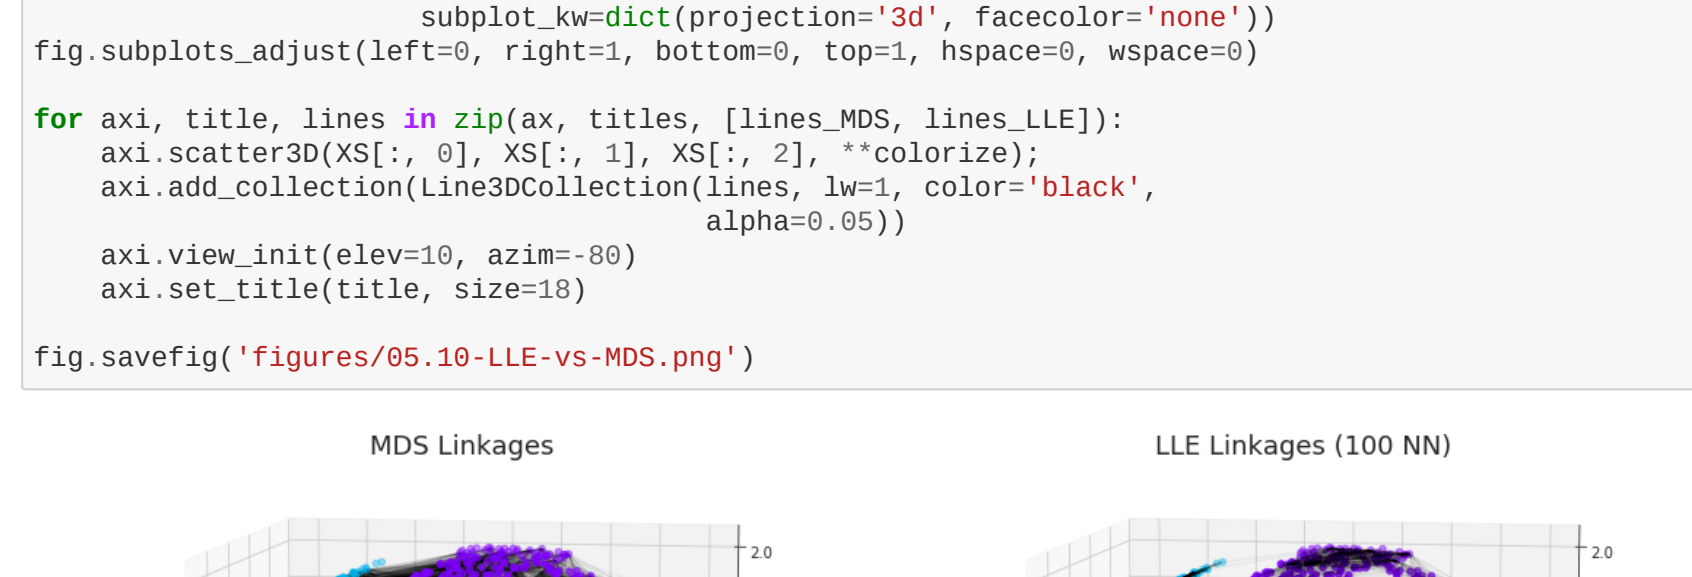 subplot_kw=dict(projection='3d', facecolor='none'))
fig.subplots_adjust(left=0, right=1, bottom=0, top=1, hspace=0, wspace=0)
for axi, title, lines in zip(ax, titles, [lines_MDS, lines_LLE]):
axi.scatter3D(XS[:, 0], XS[:, 1], XS[:, 2], **colorize);
axi.add_collection(Line3DCollection(lines, lw=1, color='black',
alpha=0.05))
axi.view_init(elev=10, azim=-80)
axi.set_title(title, size=18)
fig.savefig('figures/05.10-LLE-vs-MDS.png')
MDS Linkages
LLE Linkages (100 NN)
2.0
2.0